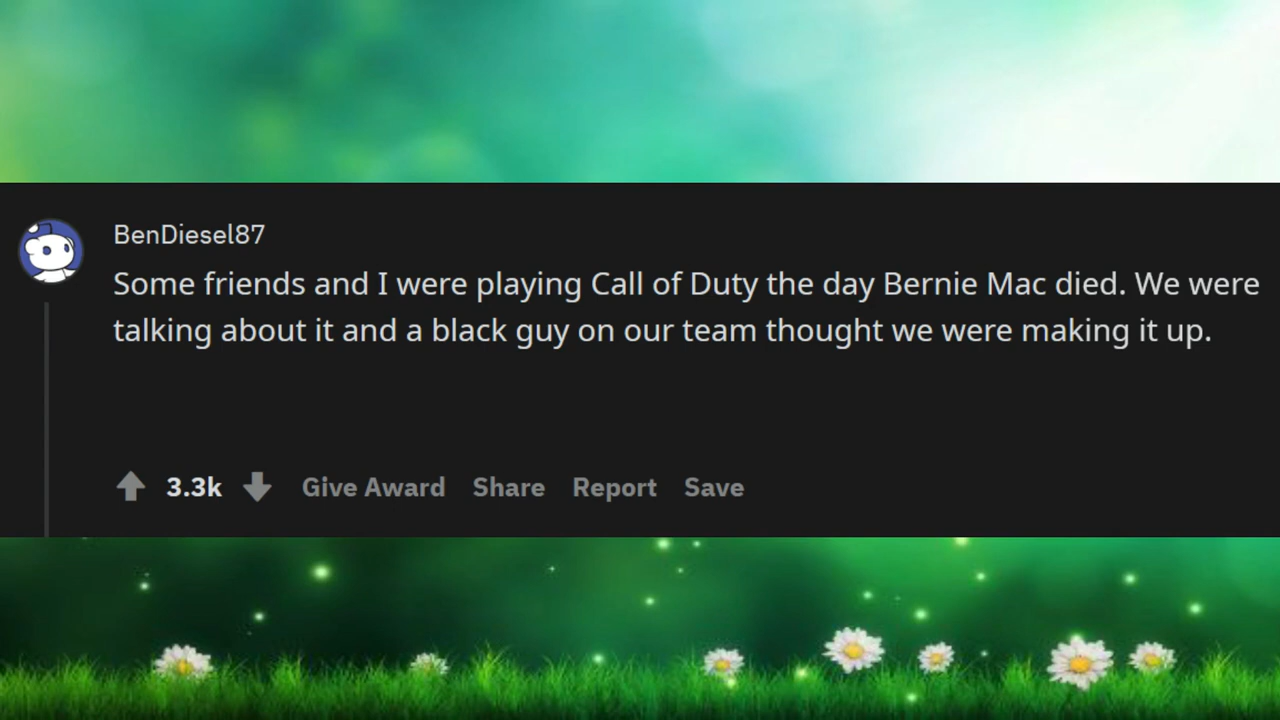 BenDiesel87
Some friends and I were playing Call of Duty the day Bernie Mac died. We were
talking about it and a black guy on our team thought we were making it up.
3.3k Give Award Share Report Save